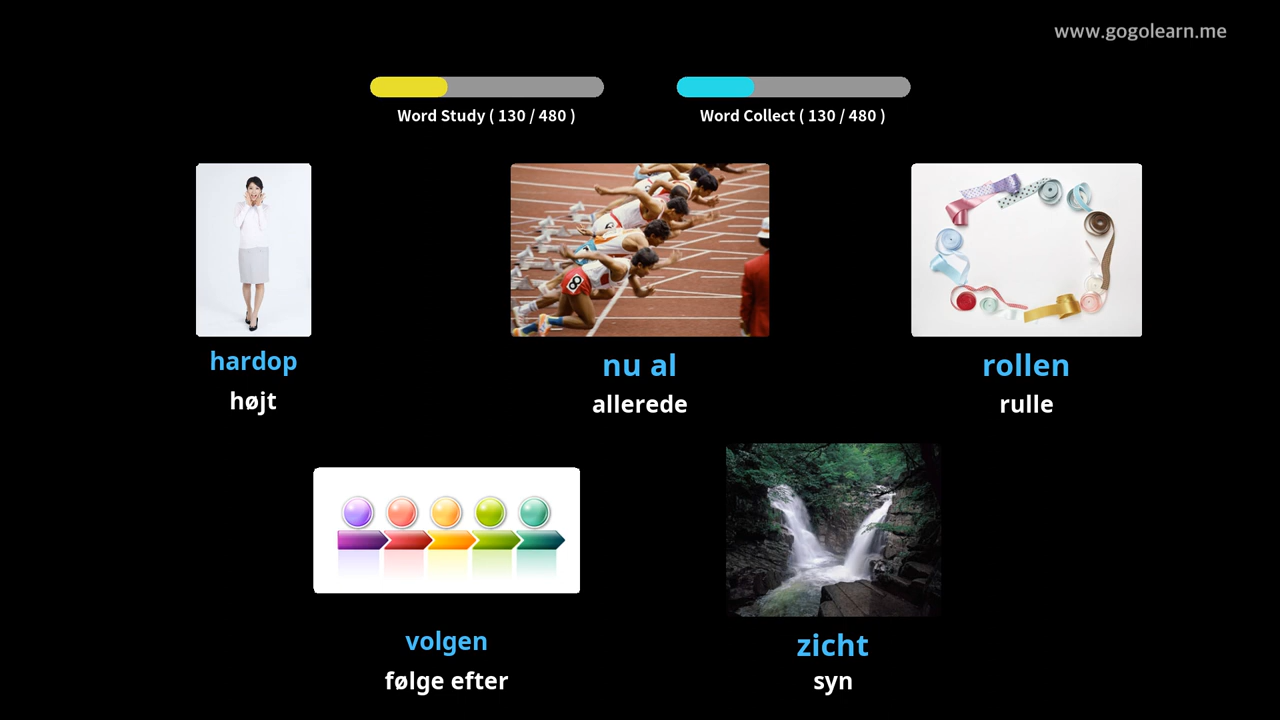 www.gogolearn.me
Word Study ( 130 / 480 )
Word Collect ( 130 / 480 )
hardop
højt
nu al
allerede
rollen
rulle
volgen
følge efter
zicht
syn